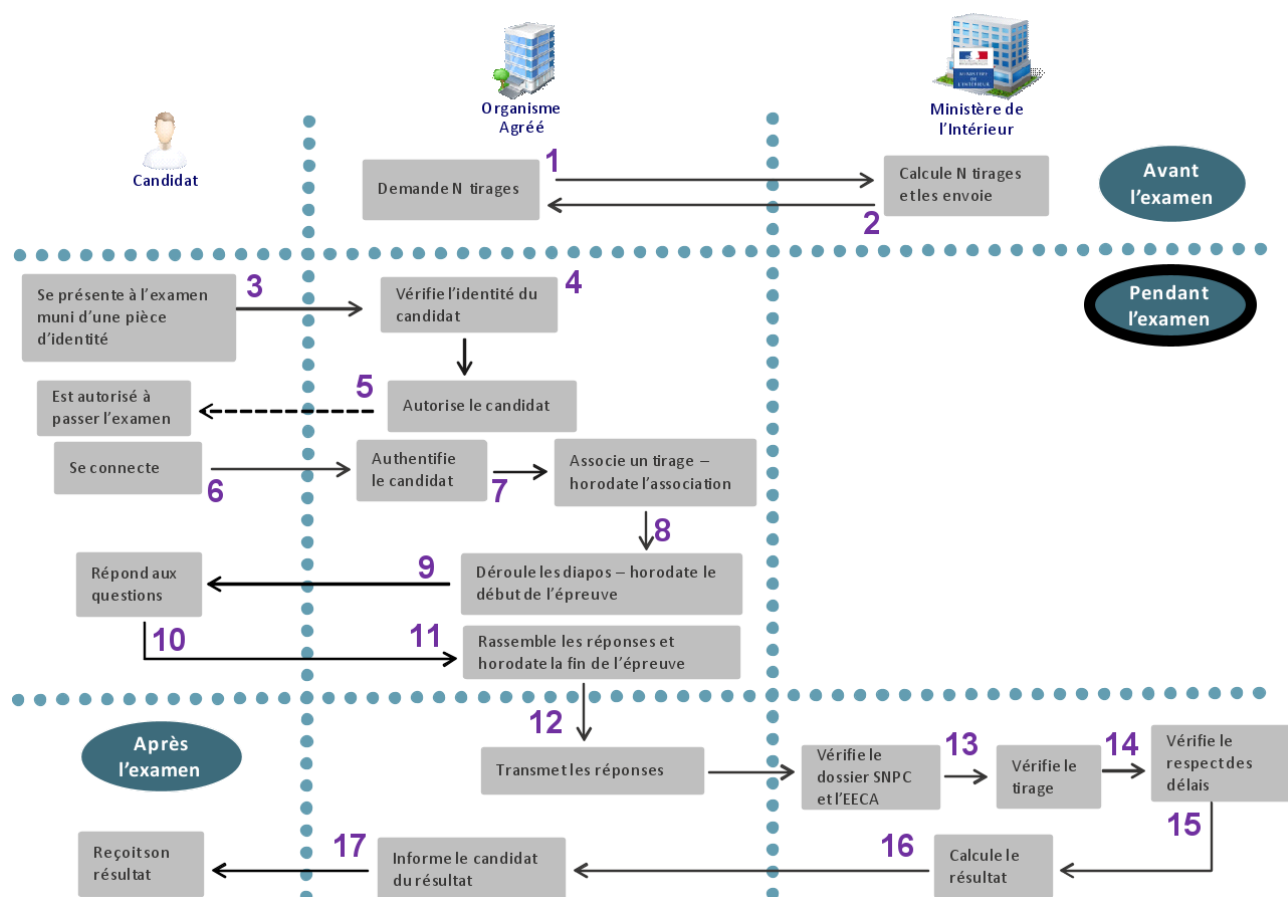 Organisme
Agréé
Ministère de
l'Intérieur
Candidat
1
Demande N tirages
Calcule N tirages
et les envoie
2
Avant
l'examen
3
Se présente à l'examen
muni d'une pièce
d'identité
Vérifie l'identité du
candidat
4
Pendant
l'examen
5
Est autorisé à
passer l'examen
Autorise le candidat
Se connecte
6
Authentifie
le candidat
7
Associe un tirage –
horodate l'association
8
9
Répond aux
questions
Déroule les diapos – horodate le
début de l'épreuve
10
11
Rassemble les réponses et
horodate la fin de l'épreuve
12
Après
l'examen
Transmet les réponses
Vérifie le
dossier SNPC
et l'EECA
13
Vérifie le
tirage
14
Vérifie le
respect des
délais
15
16
Calcule le
résultat
Informe le candidat
du résultat
17
Reçoit son
résultat